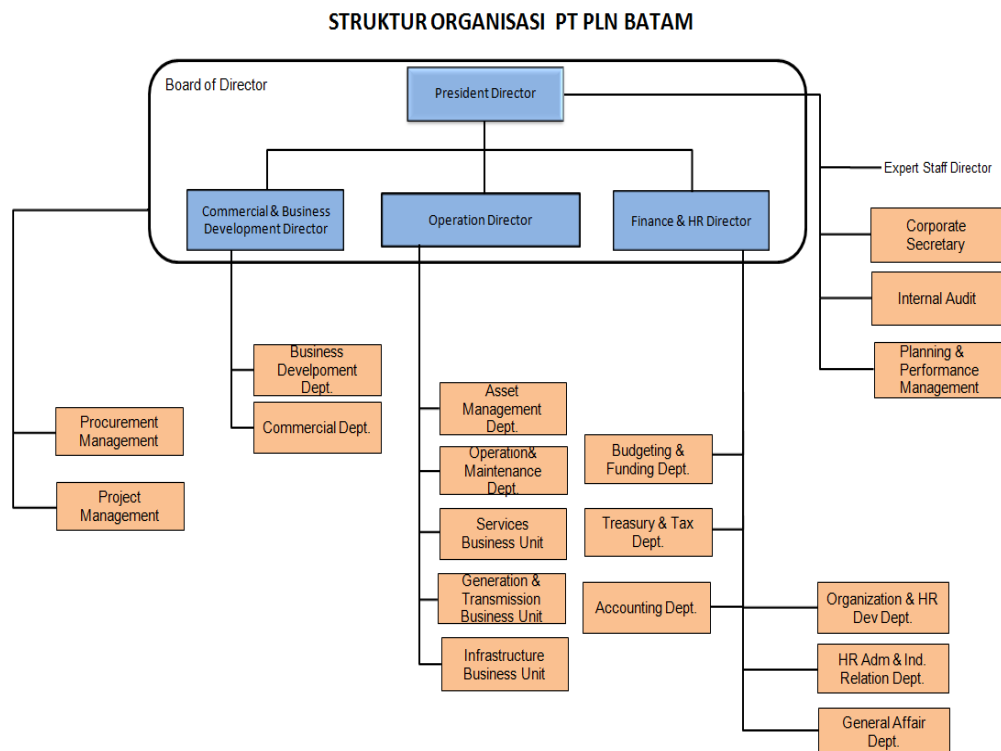 STRUKTUR ORGANISASI PT PLN BATAM
Board of Director
President Director
Expert Staff Director
Commercial & Business
Development Director
Operation Director
Finance & HR Director
Corporate
Secretary
Internal Audit
Planning &
Performance
Management
Business
Develpoment
Dept.
Commercial Dept.
Procurement
Management
Project
Management
Asset
Management
Dept.
Operation&
Maintenance
Dept.
Services
Business Unit
Generation &
Transmission
Business Unit
Infrastructure
Business Unit
Budgeting &
Funding Dept.
Treasury & Tax
Dept.
Accounting Dept.
Organization & HR
Dev Dept.
HR Adm & Ind.
Relation Dept.
General Affair
Dept.